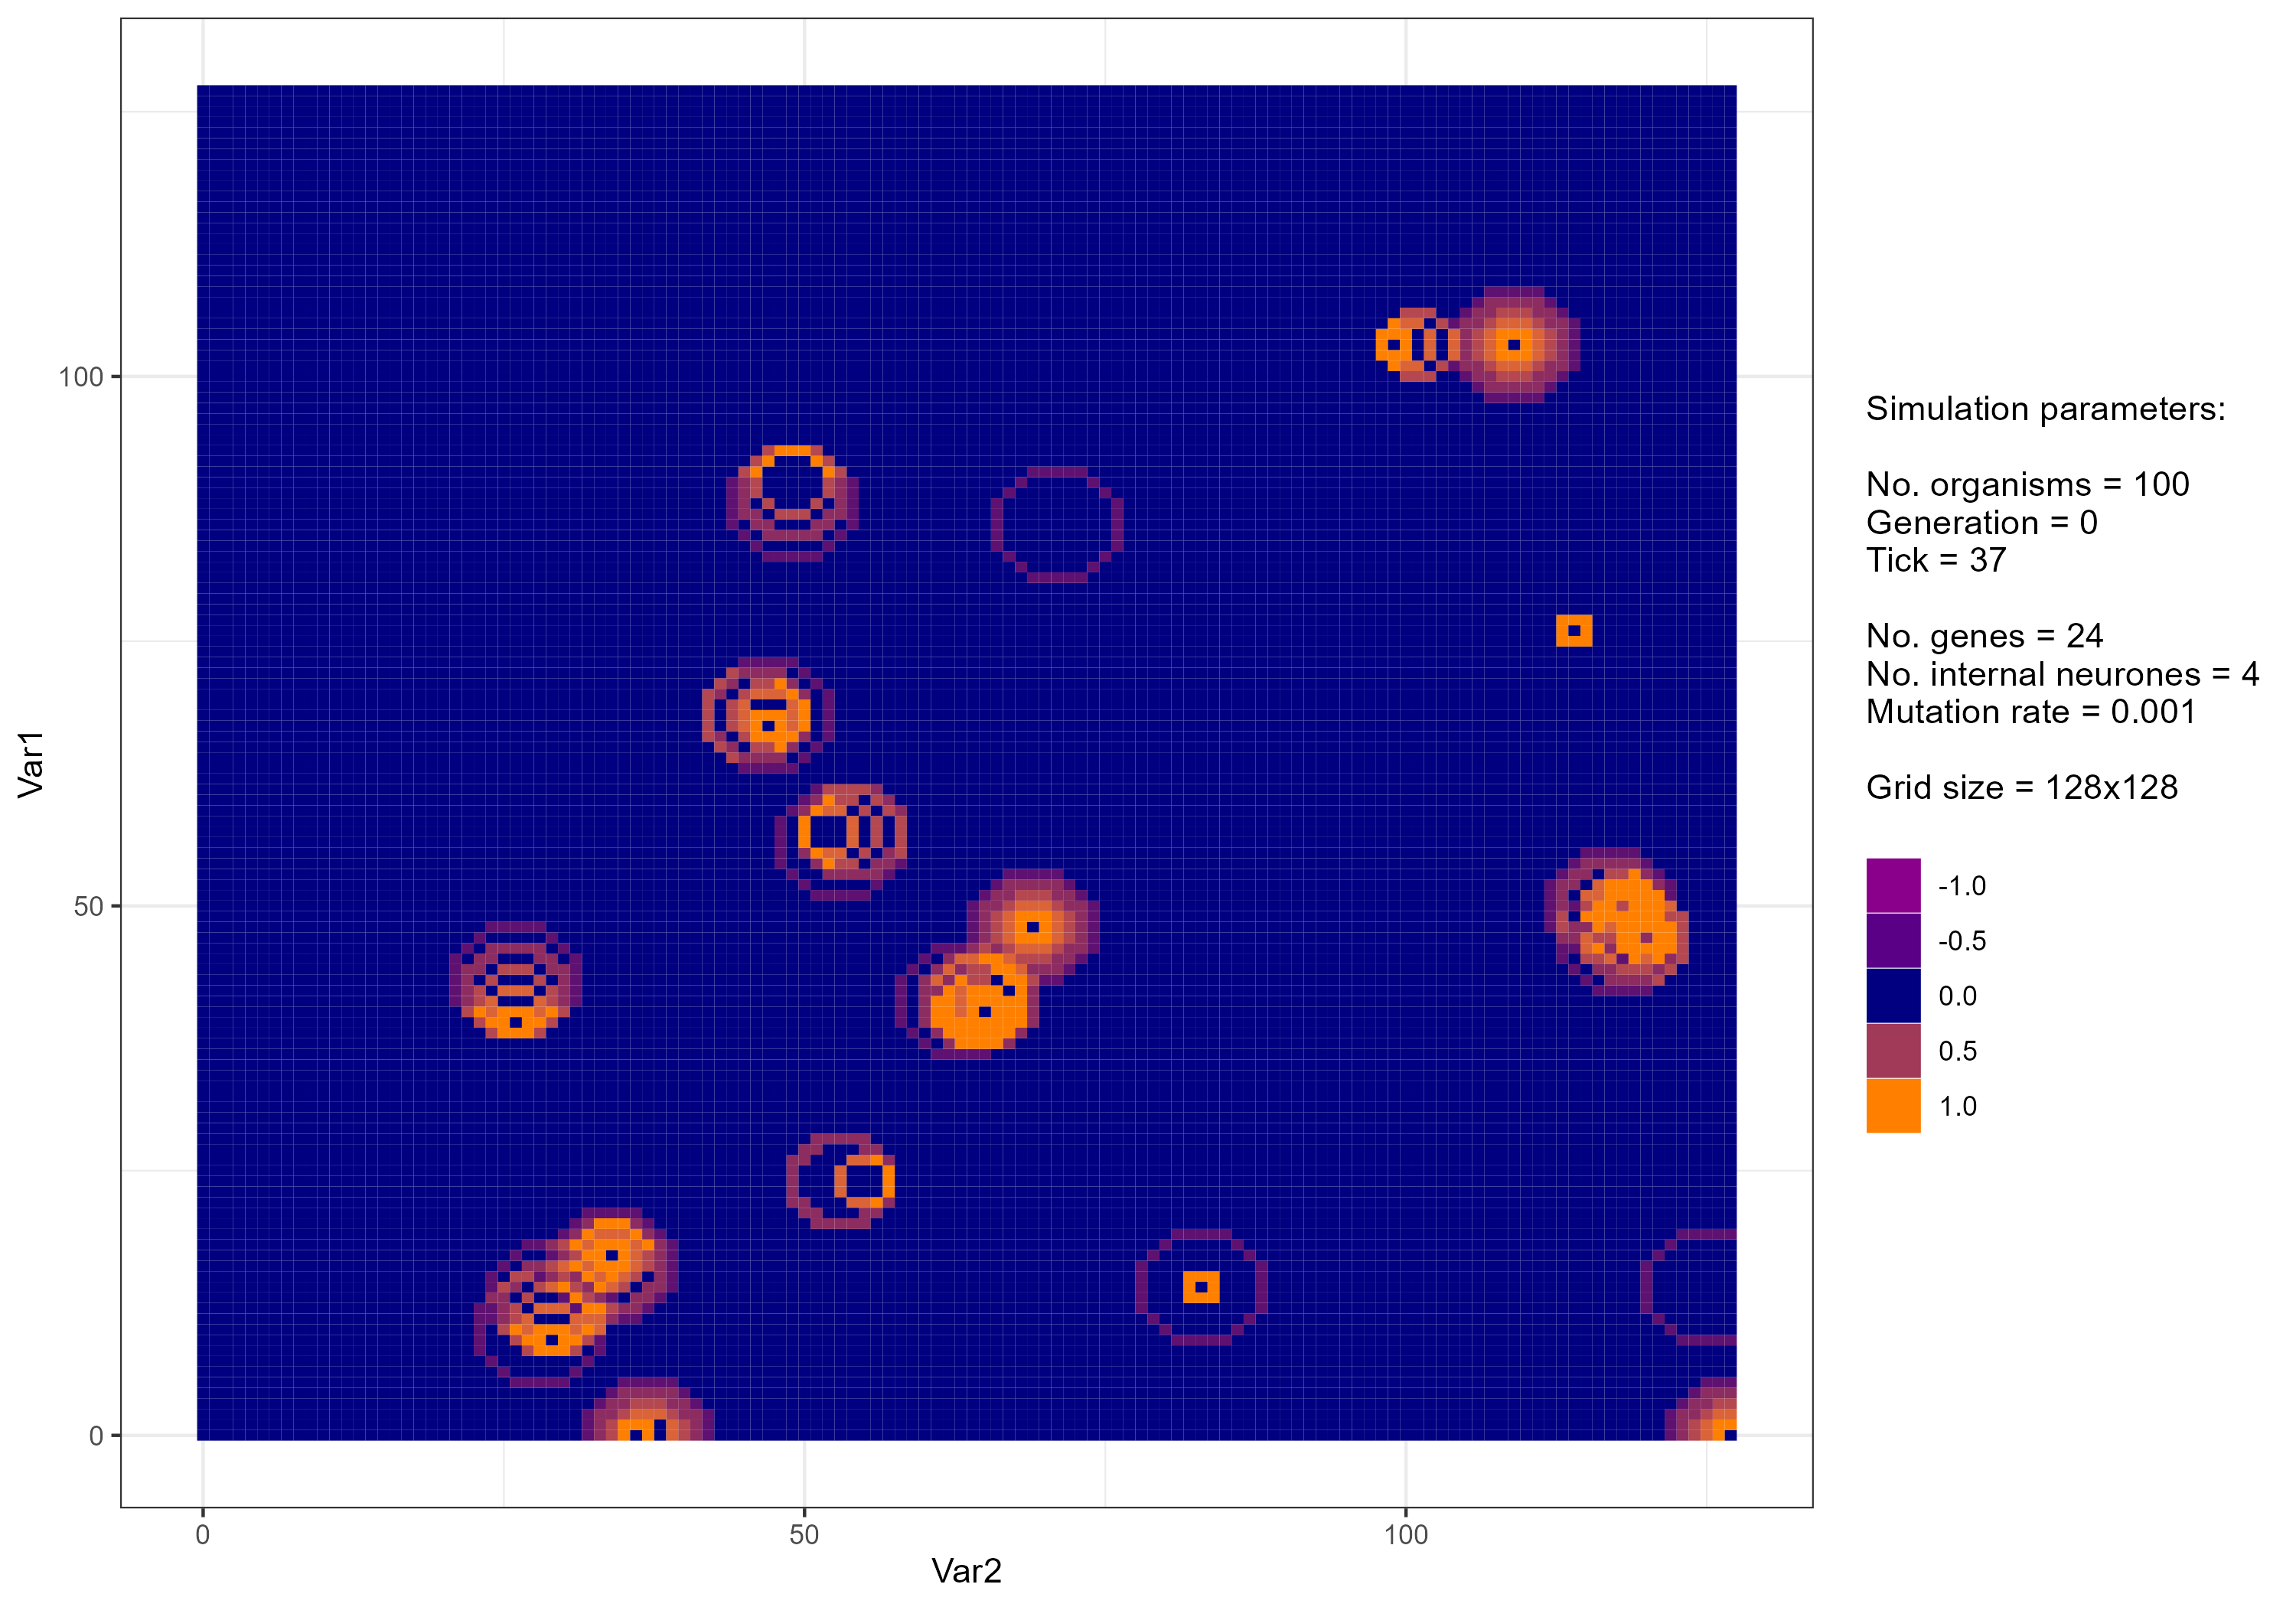 100
50
0
0
50
100
Var1
Var2
Simulation parameters:
No. organisms = 100
Generation = 0
Tick = 37
No. genes = 24
No. internal neurones = 4
Mutation rate = 0.001
Grid size = 128x128
-1.0
-0.5
0.0
0.5
1.0